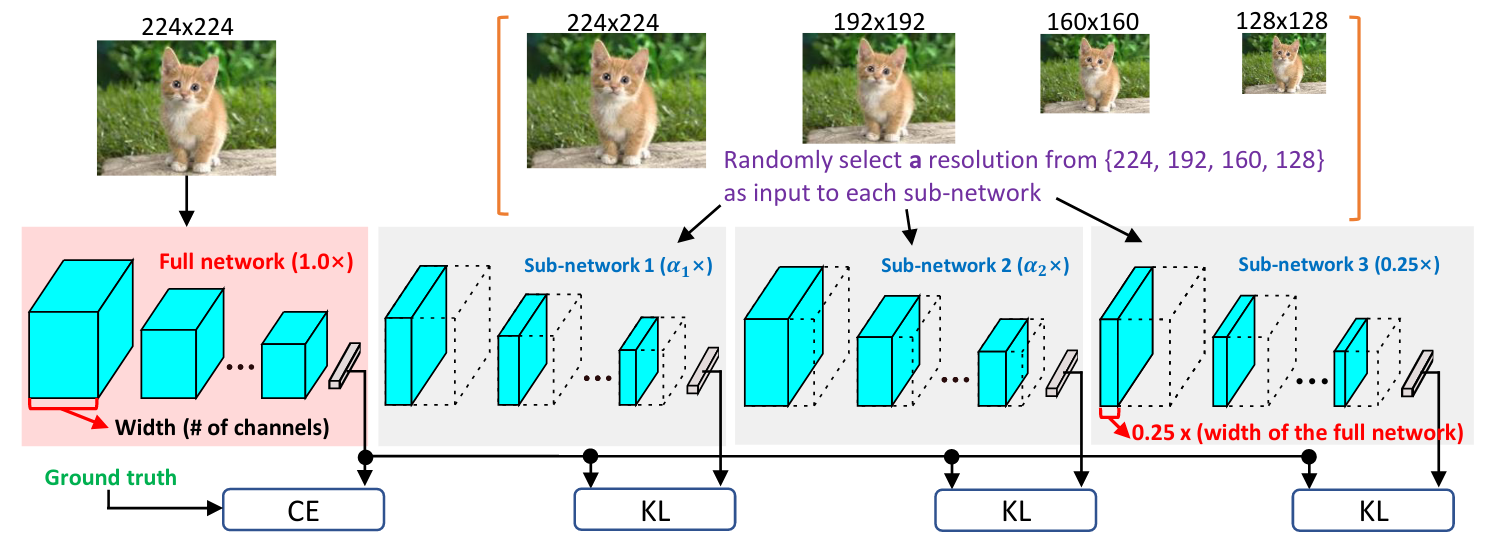 224x224
224x224
192x192
160x160
128x128
Randomly select a resolution from {224, 192, 160, 128}
as input to each sub-network
Full network (1.0×)
Sub-network 1 (α₁×)
Sub-network 2 (α₂×)
Sub-network 3 (0.25×)
Width (# of channels)
0.25 x (width of the full network)
Ground truth
CE
KL
KL
KL